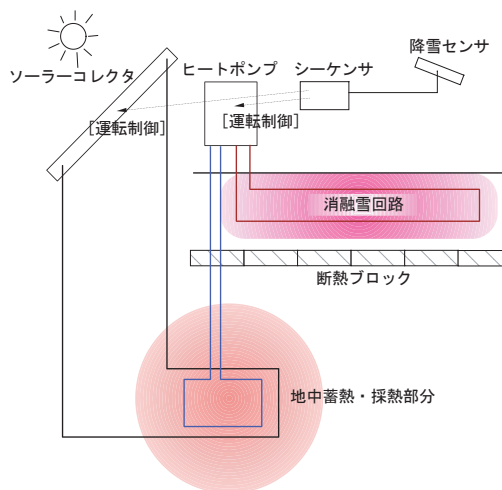 降雪センサ
ソーラーコレクタ
ヒートポンプ
シーケンサ
［運転制御］
［運転制御］
消融雪回路
断熱ブロック
地中蓄熱・採熱部分